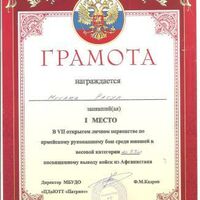 ГРАМОТА
награждается
занявший(ая)
I МЕСТО
В VII открытом личном первенстве по
армейскому рукопашному бою среди юношей в
весовой категории
посвященному выводу войск из Афганистана
Директор МБУДО
«ЦДиЮТТ «Патриот» Ф.М.Кадров